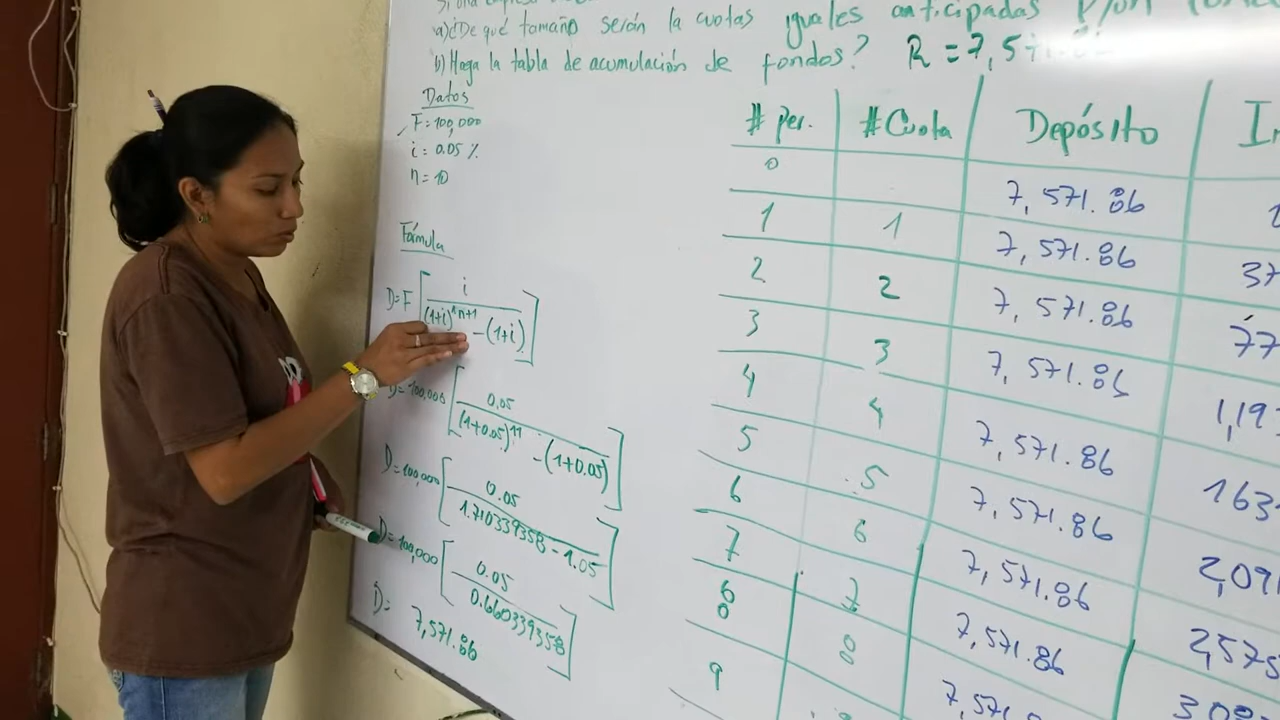 a)¿De qué tamaño serán la cuotas iguales anticipadas
b) Haga la tabla de acumulación de fondos? R = 7,571.86
Datos
F = 100,000
i = 0.05 %
n = 10
Fórmula
D = F [ i / (1+i)^n+1 - (1+i) ]
D = 100,000 [ 0.05 / (1+0.05)^11 - (1+0.05) ]
D = 100,000 [ 0.05 / 1.710339358 - 1.05 ]
D = 100,000 [ 0.05 / 0.660339358 ]
D = 7,571.86
# per. # Cuota Depósito
0 7,571.86
1 1 7,571.86
2 2 7,571.86
3 3 7,571.86
4 4 7,571.86
5 5 7,571.86
6 6 7,571.86
7 7 7,571.86
8 8 7,571.86
9